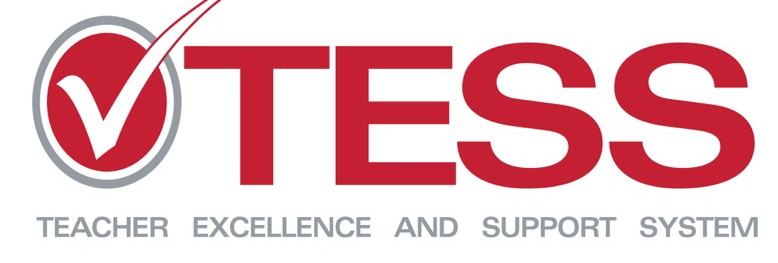 TESS
TEACHER EXCELLENCE AND SUPPORT SYSTEM